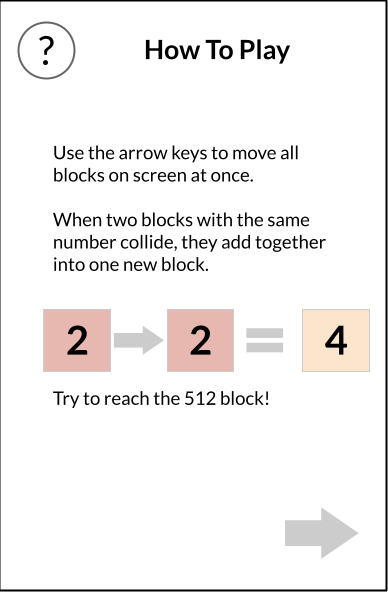 ?
How To Play
Use the arrow keys to move all
blocks on screen at once.
When two blocks with the same
number collide, they add together
into one new block.
2 2 = 4
Try to reach the 512 block!